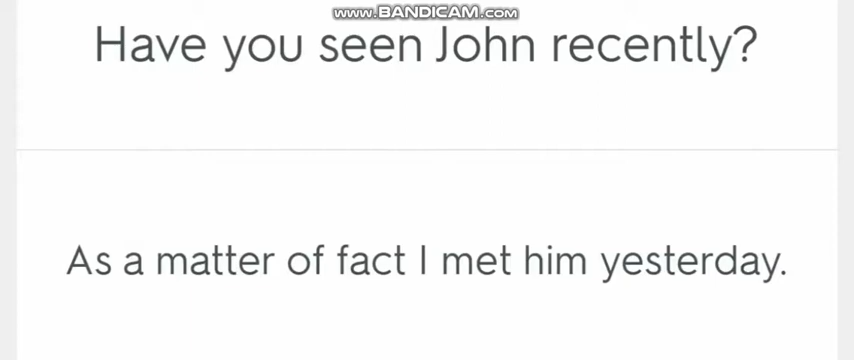 www.BANDICAM.com
Have you seen John recently?
As a matter of fact I met him yesterday.